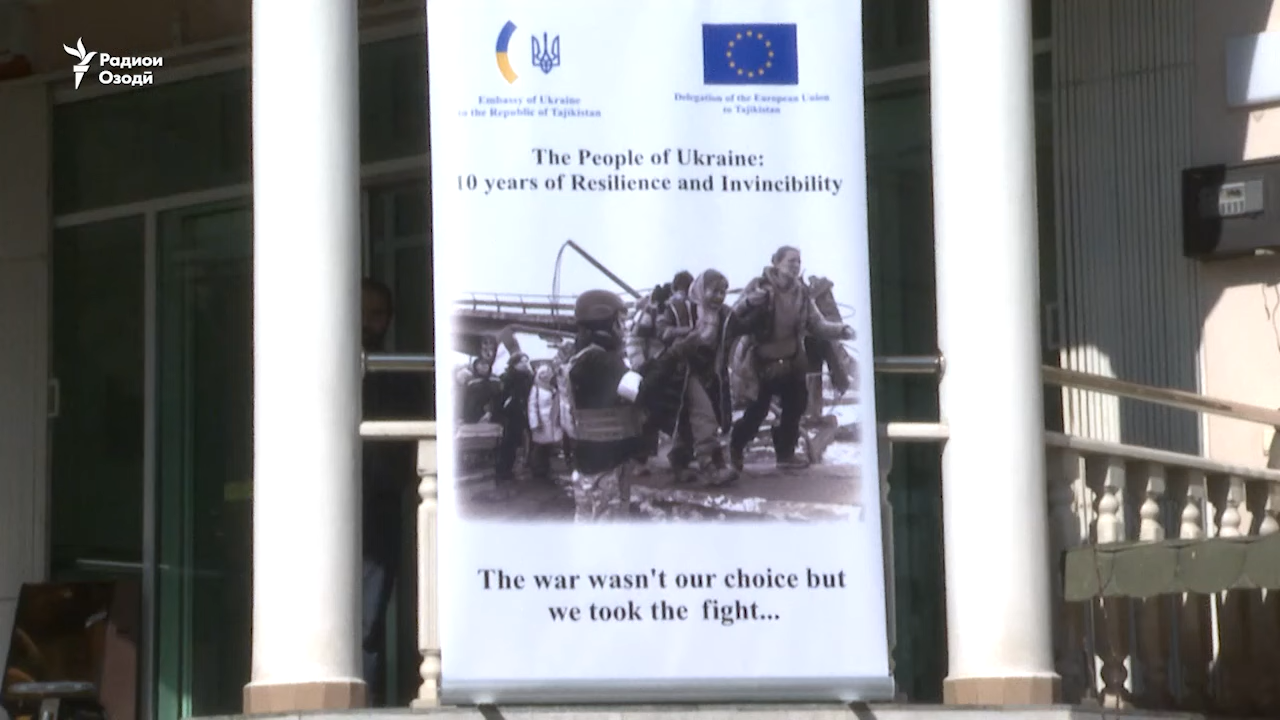 Радиои
Озодӣ
Embassy of Ukraine
to the Republic of Tajikistan
Delegation of the European Union
to Tajikistan
The People of Ukraine:
10 years of Resilience and Invincibility
The war wasn't our choice but
we took the fight...